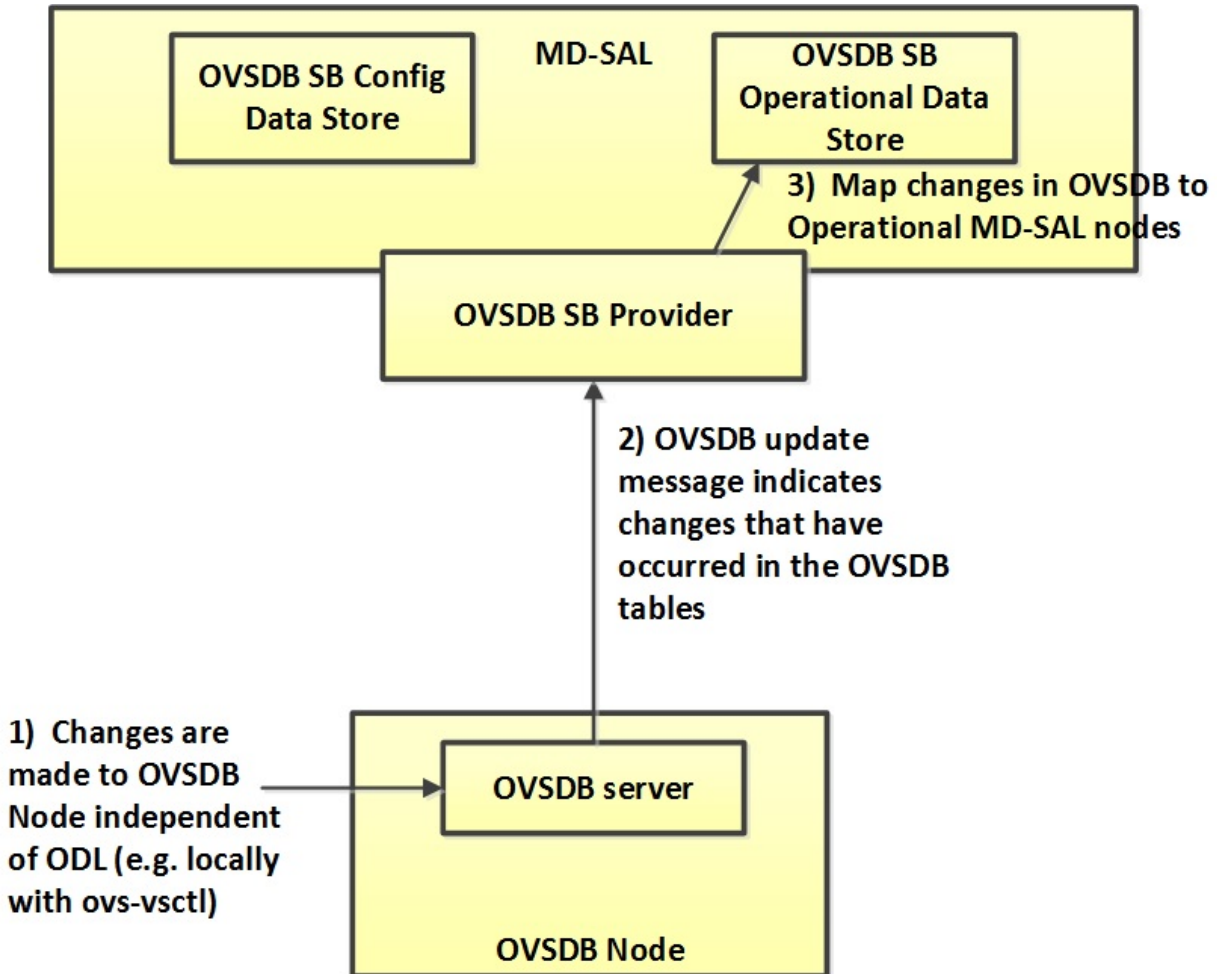 MD-SAL
OVSDB SB Config
Data Store
OVSDB SB
Operational Data
Store
3)  Map changes in OVSDB to
Operational MD-SAL nodes
OVSDB SB Provider
2) OVSDB update
message indicates
changes that have
occurred in the OVSDB
tables
1)  Changes are
made to OVSDB
Node independent
of ODL (e.g. locally
with ovs-vsctl)
OVSDB server
OVSDB Node